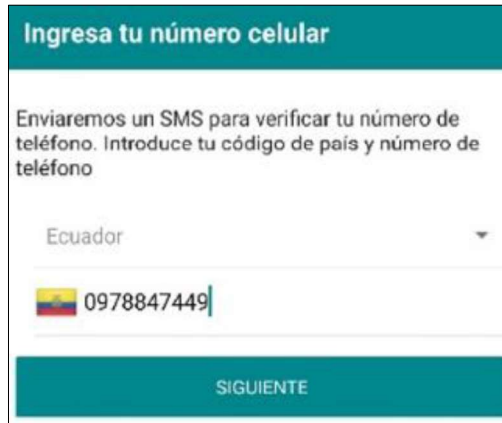 Ingresa tu número celular
Enviaremos un SMS para verificar tu número de
teléfono. Introduce tu código de país y número de
teléfono
Ecuador
0978847449
SIGUIENTE